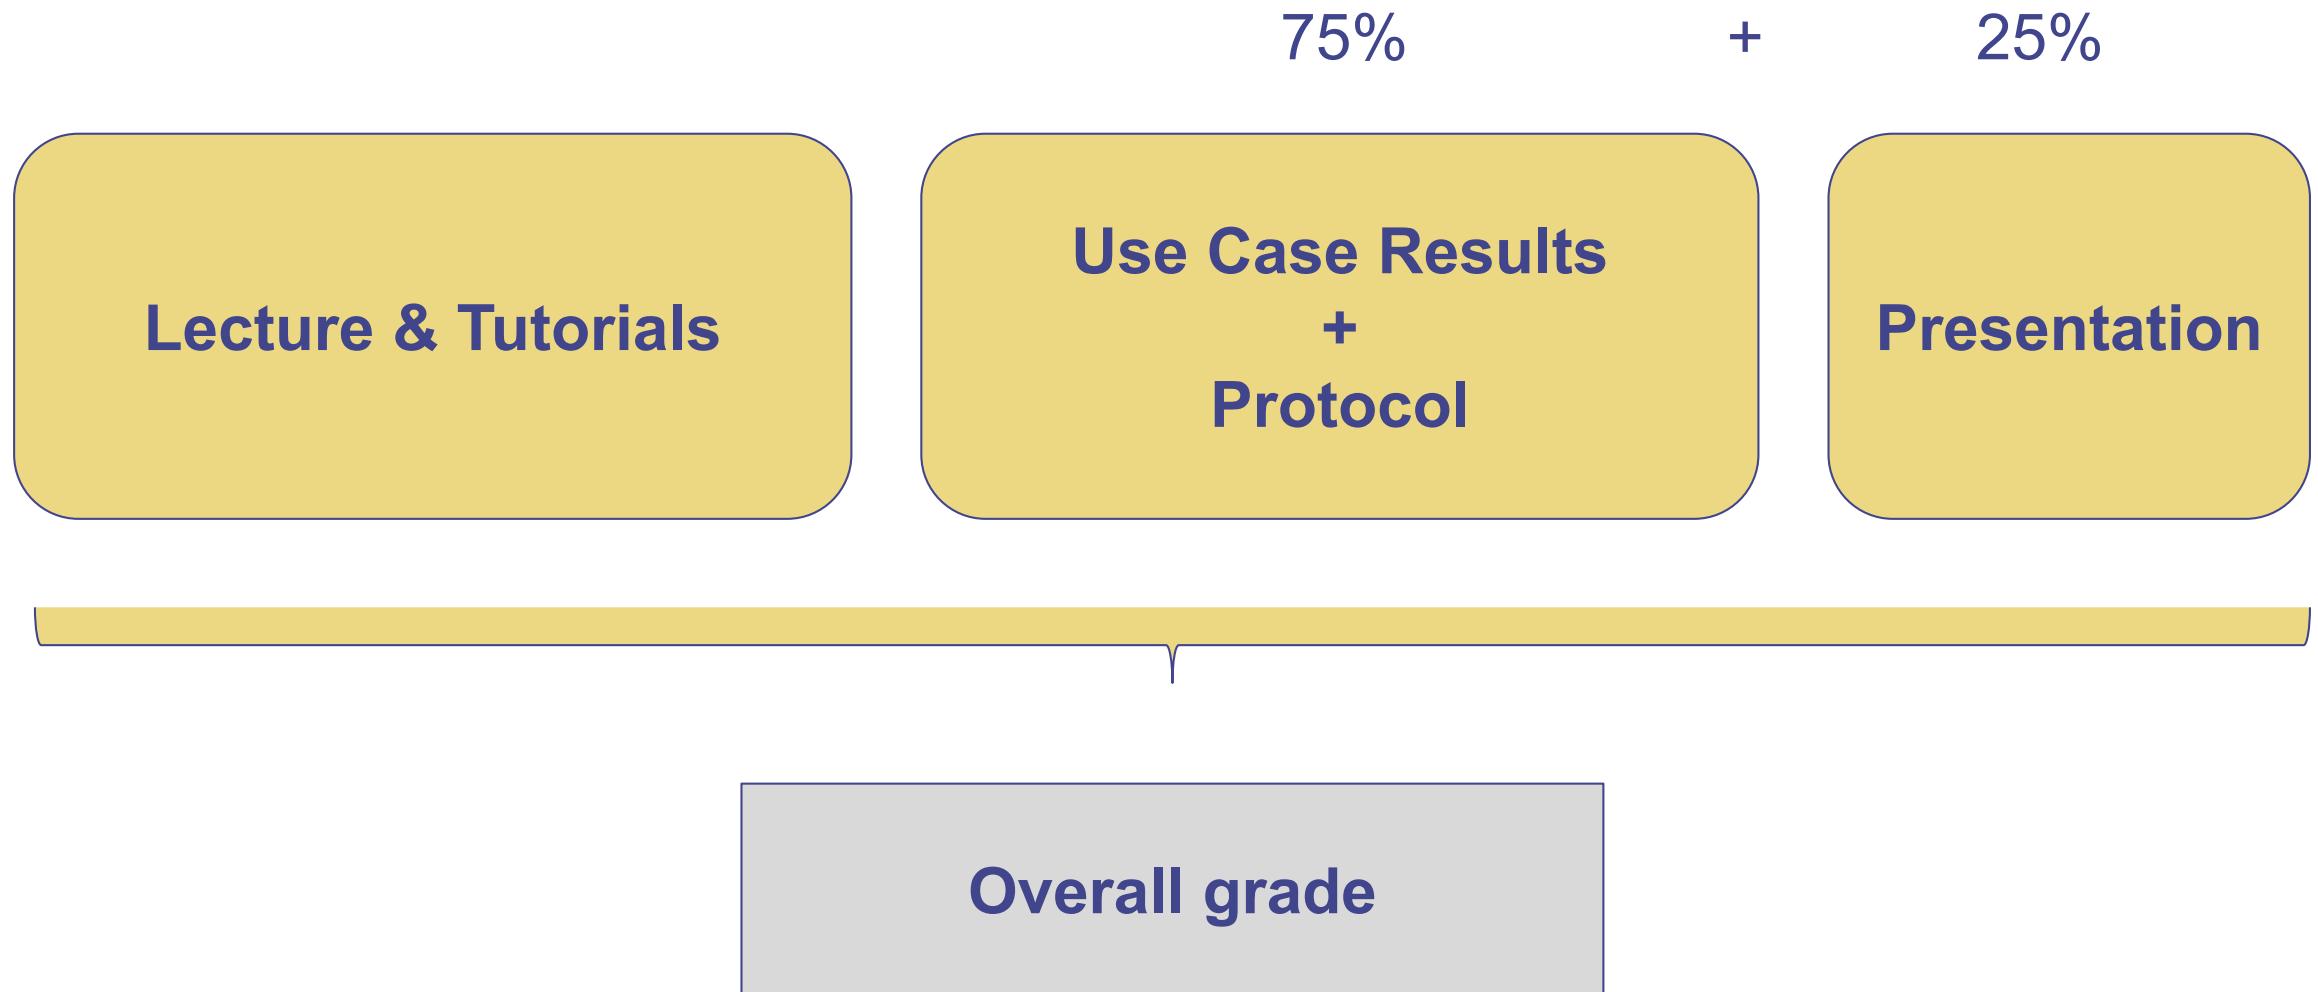 75% + 25%
Lecture & Tutorials
Use Case Results
+
Protocol
Presentation
Overall grade